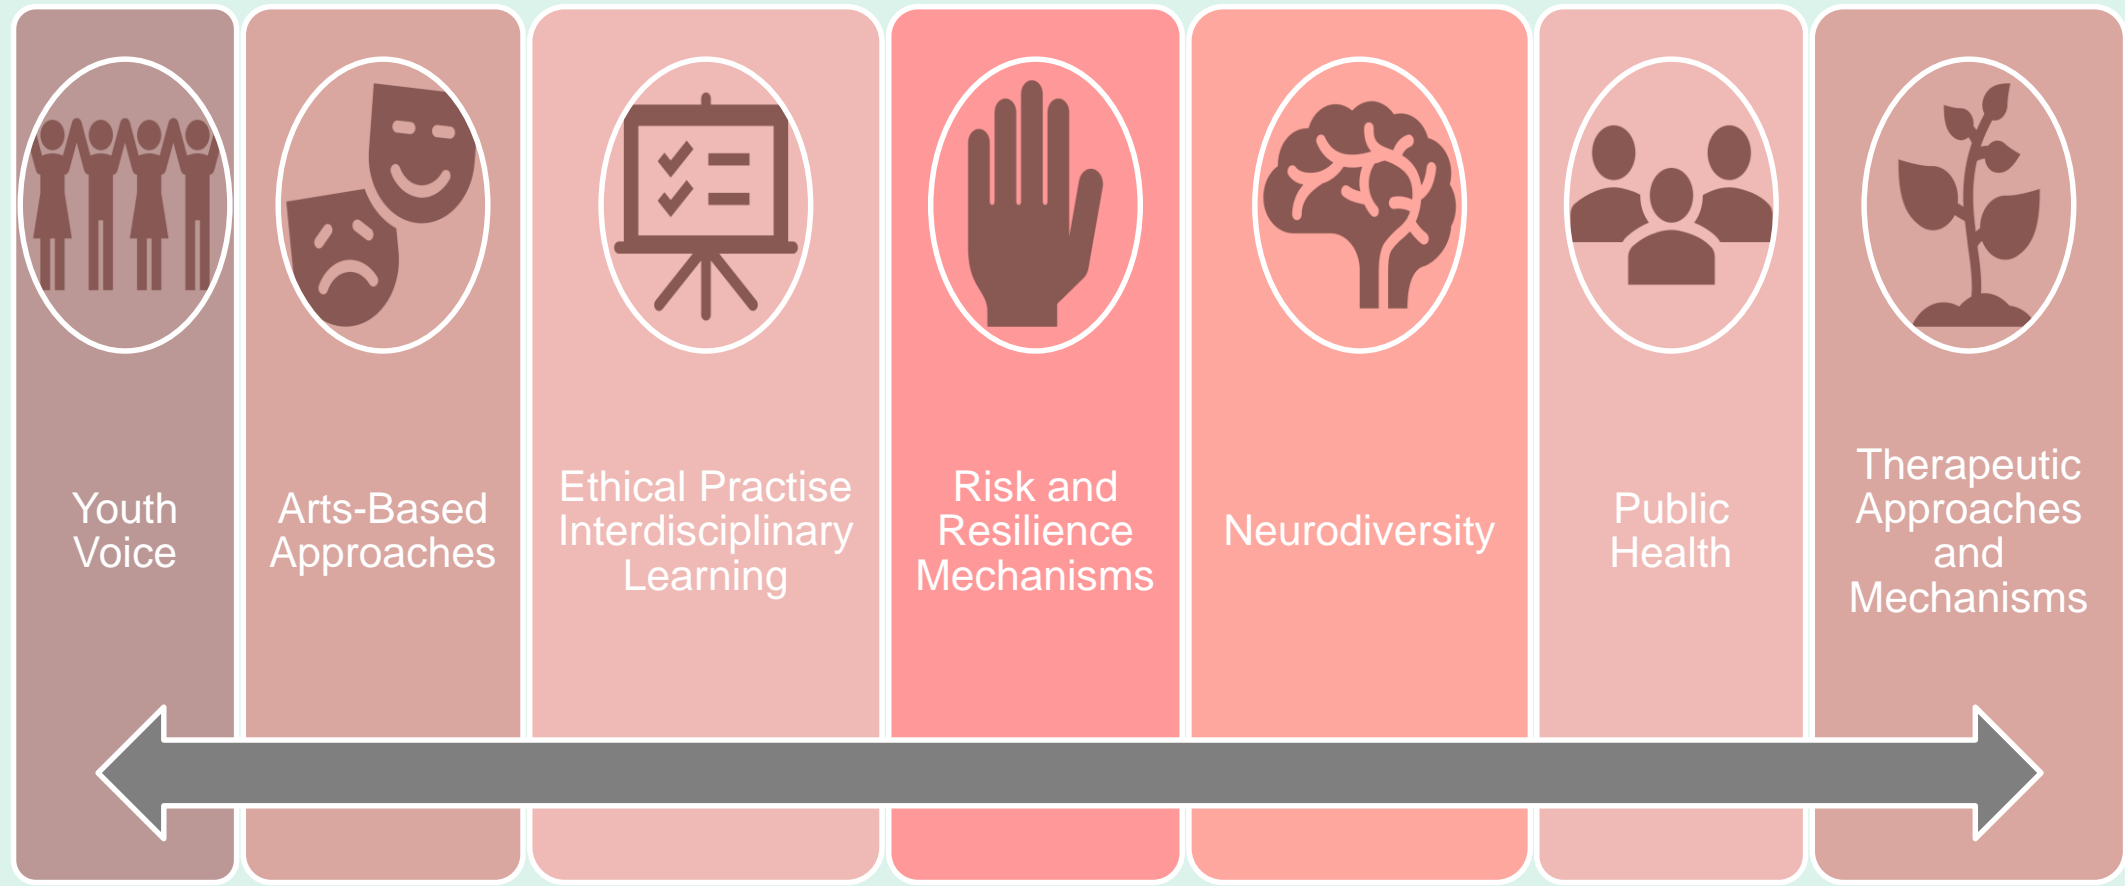 Youth
Voice
Arts-Based
Approaches
Ethical Practise
Interdisciplinary
Learning
Risk and
Resilience
Mechanisms
Neurodiversity
Public
Health
Therapeutic
Approaches
and
Mechanisms